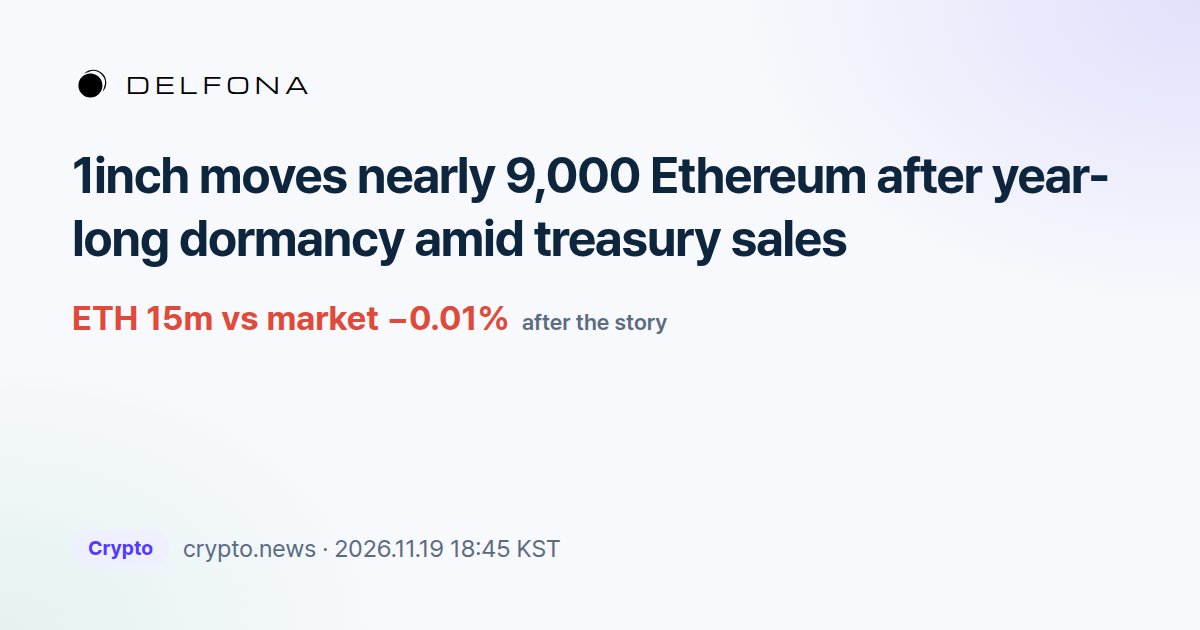 DELFONA
1inch moves nearly 9,000 Ethereum after year-
long dormancy amid treasury sales
ETH 15m vs market −0.01% after the story
Crypto crypto.news · 2026.11.19 18:45 KST